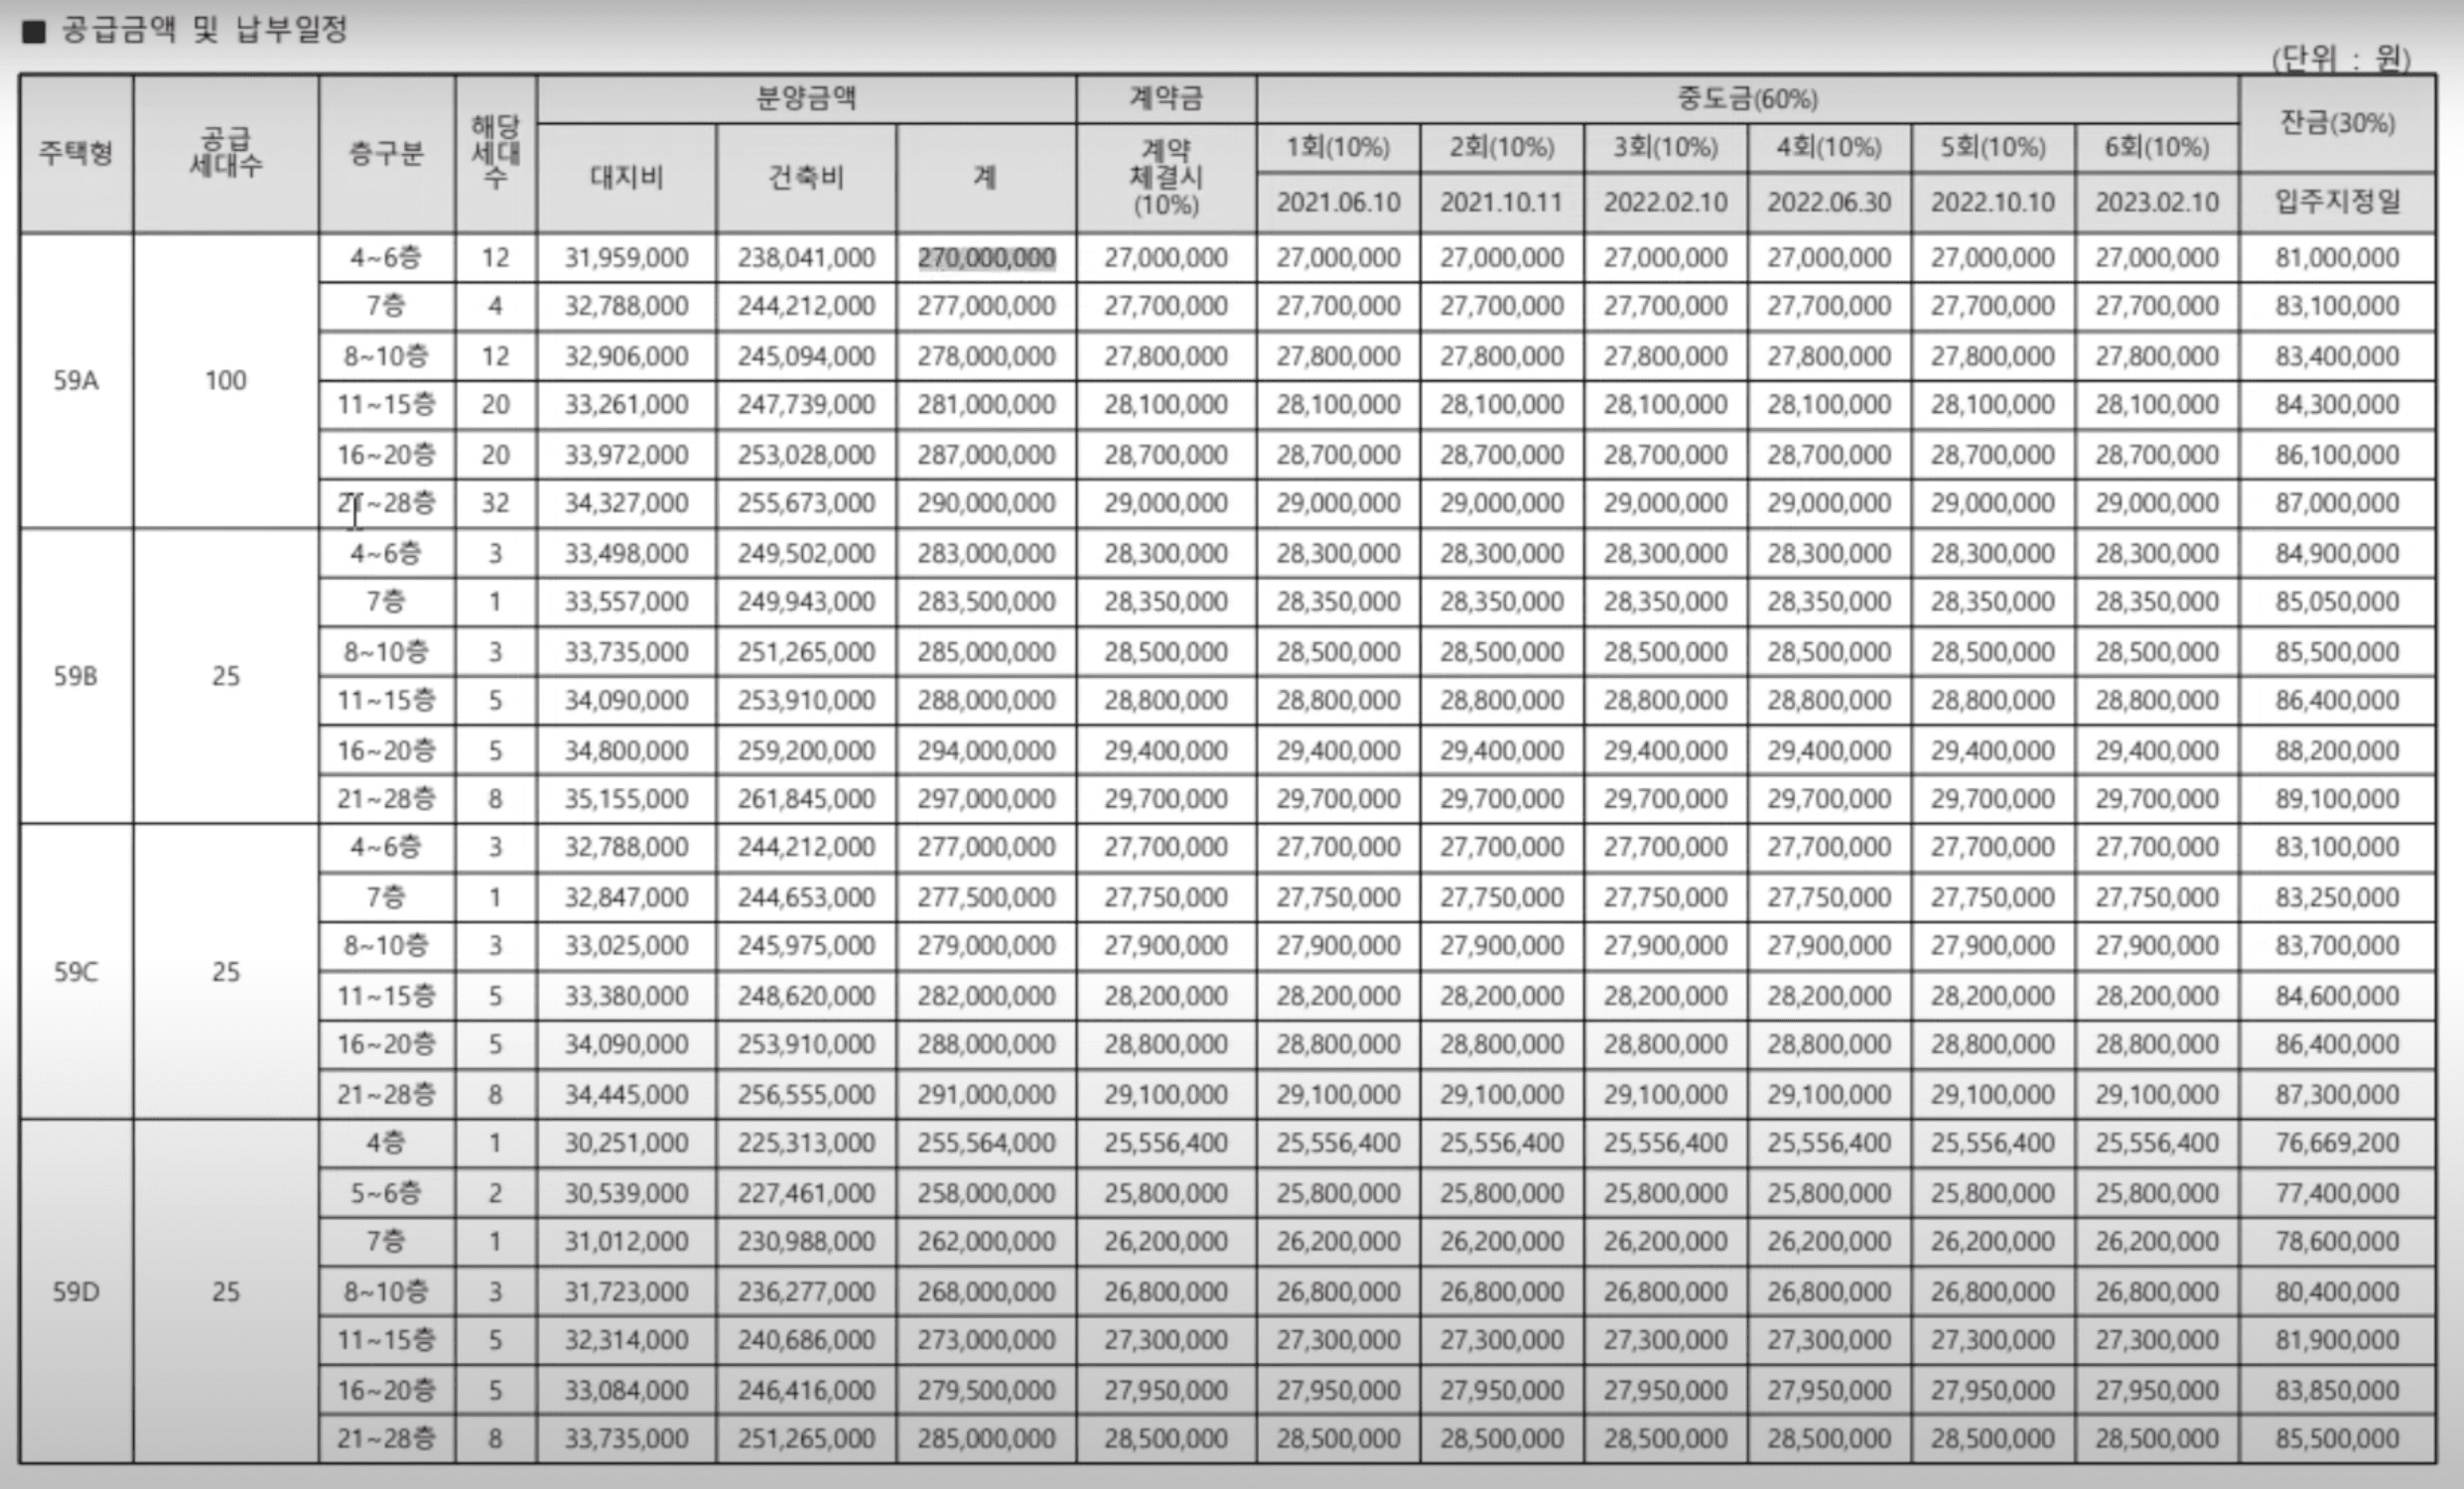 ■ 공급금액 및 납부일정
(단위 : 원)
주택형 공급 세대수 층구분 해당 세대 수 분양금액 계약금 중도금(60%) 잔금(30%)
대지비 건축비 계 계약 체결시 (10%) 1회(10%) 2회(10%) 3회(10%) 4회(10%) 5회(10%) 6회(10%)
2021.06.10 2021.10.11 2022.02.10 2022.06.30 2022.10.10 2023.02.10 입주지정일
59A 100 4~6층 12 31,959,000 238,041,000 270,000,000 27,000,000 27,000,000 27,000,000 27,000,000 27,000,000 27,000,000 27,000,000 81,000,000
7층 4 32,788,000 244,212,000 277,000,000 27,700,000 27,700,000 27,700,000 27,700,000 27,700,000 27,700,000 27,700,000 83,100,000
8~10층 12 32,906,000 245,094,000 278,000,000 27,800,000 27,800,000 27,800,000 27,800,000 27,800,000 27,800,000 27,800,000 83,400,000
11~15층 20 33,261,000 247,739,000 281,000,000 28,100,000 28,100,000 28,100,000 28,100,000 28,100,000 28,100,000 28,100,000 84,300,000
16~20층 20 33,972,000 253,028,000 287,000,000 28,700,000 28,700,000 28,700,000 28,700,000 28,700,000 28,700,000 28,700,000 86,100,000
21~28층 32 34,327,000 255,673,000 290,000,000 29,000,000 29,000,000 29,000,000 29,000,000 29,000,000 29,000,000 29,000,000 87,000,000
59B 25 4~6층 3 33,498,000 249,502,000 283,000,000 28,300,000 28,300,000 28,300,000 28,300,000 28,300,000 28,300,000 28,300,000 84,900,000
7층 1 33,557,000 249,943,000 283,500,000 28,350,000 28,350,000 28,350,000 28,350,000 28,350,000 28,350,000 28,350,000 85,050,000
8~10층 3 33,735,000 251,265,000 285,000,000 28,500,000 28,500,000 28,500,000 28,500,000 28,500,000 28,500,000 28,500,000 85,500,000
11~15층 5 34,090,000 253,910,000 288,000,000 28,800,000 28,800,000 28,800,000 28,800,000 28,800,000 28,800,000 28,800,000 86,400,000
16~20층 5 34,800,000 259,200,000 294,000,000 29,400,000 29,400,000 29,400,000 29,400,000 29,400,000 29,400,000 29,400,000 88,200,000
21~28층 8 35,155,000 261,845,000 297,000,000 29,700,000 29,700,000 29,700,000 29,700,000 29,700,000 29,700,000 29,700,000 89,100,000
59C 25 4~6층 3 32,788,000 244,212,000 277,000,000 27,700,000 27,700,000 27,700,000 27,700,000 27,700,000 27,700,000 27,700,000 83,100,000
7층 1 32,847,000 244,653,000 277,500,000 27,750,000 27,750,000 27,750,000 27,750,000 27,750,000 27,750,000 27,750,000 83,250,000
8~10층 3 33,025,000 245,975,000 279,000,000 27,900,000 27,900,000 27,900,000 27,900,000 27,900,000 27,900,000 27,900,000 83,700,000
11~15층 5 33,380,000 248,620,000 282,000,000 28,200,000 28,200,000 28,200,000 28,200,000 28,200,000 28,200,000 28,200,000 84,600,000
16~20층 5 34,090,000 253,910,000 288,000,000 28,800,000 28,800,000 28,800,000 28,800,000 28,800,000 28,800,000 28,800,000 86,400,000
21~28층 8 34,445,000 256,555,000 291,000,000 29,100,000 29,100,000 29,100,000 29,100,000 29,100,000 29,100,000 29,100,000 87,300,000
59D 25 4층 1 30,251,000 225,313,000 255,564,000 25,556,400 25,556,400 25,556,400 25,556,400 25,556,400 25,556,400 25,556,400 76,669,200
5~6층 2 30,539,000 227,461,000 258,000,000 25,800,000 25,800,000 25,800,000 25,800,000 25,800,000 25,800,000 25,800,000 77,400,000
7층 1 31,012,000 230,988,000 262,000,000 26,200,000 26,200,000 26,200,000 26,200,000 26,200,000 26,200,000 26,200,000 78,600,000
8~10층 3 31,723,000 236,277,000 268,000,000 26,800,000 26,800,000 26,800,000 26,800,000 26,800,000 26,800,000 26,800,000 80,400,000
11~15층 5 32,314,000 240,686,000 273,000,000 27,300,000 27,300,000 27,300,000 27,300,000 27,300,000 27,300,000 27,300,000 81,900,000
16~20층 5 33,084,000 246,416,000 279,500,000 27,950,000 27,950,000 27,950,000 27,950,000 27,950,000 27,950,000 27,950,000 83,850,000
21~28층 8 33,735,000 251,265,000 285,000,000 28,500,000 28,500,000 28,500,000 28,500,000 28,500,000 28,500,000 28,500,000 85,500,000